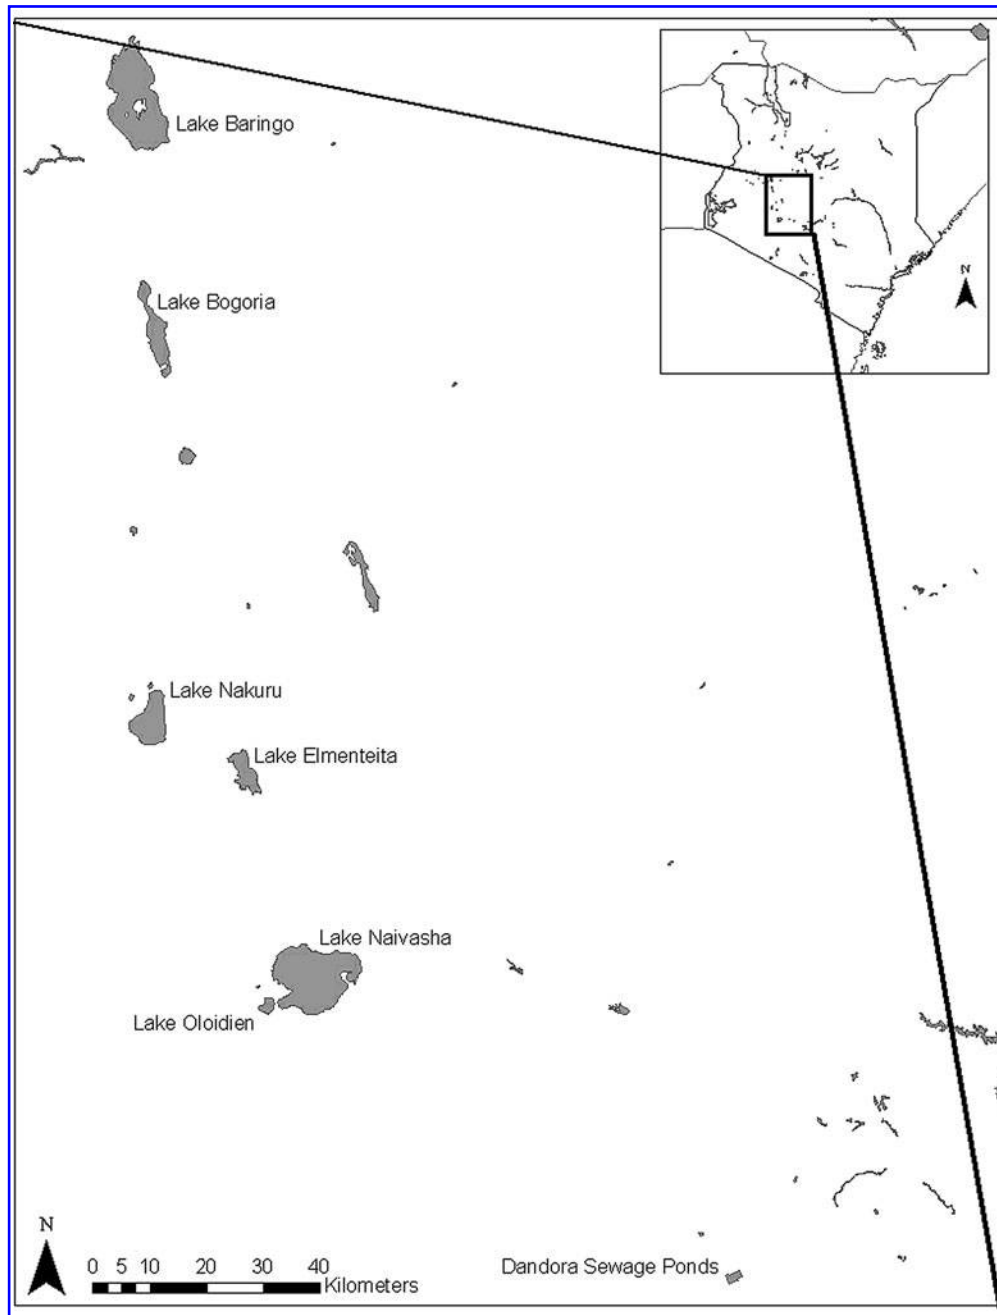 Lake Baringo
N
Lake Bogoria
Lake Nakuru
Lake Elmenteita
Lake Naivasha
Lake Oloidien
N
0 5 10 20 30 40
Kilometers
Dandora Sewage Ponds